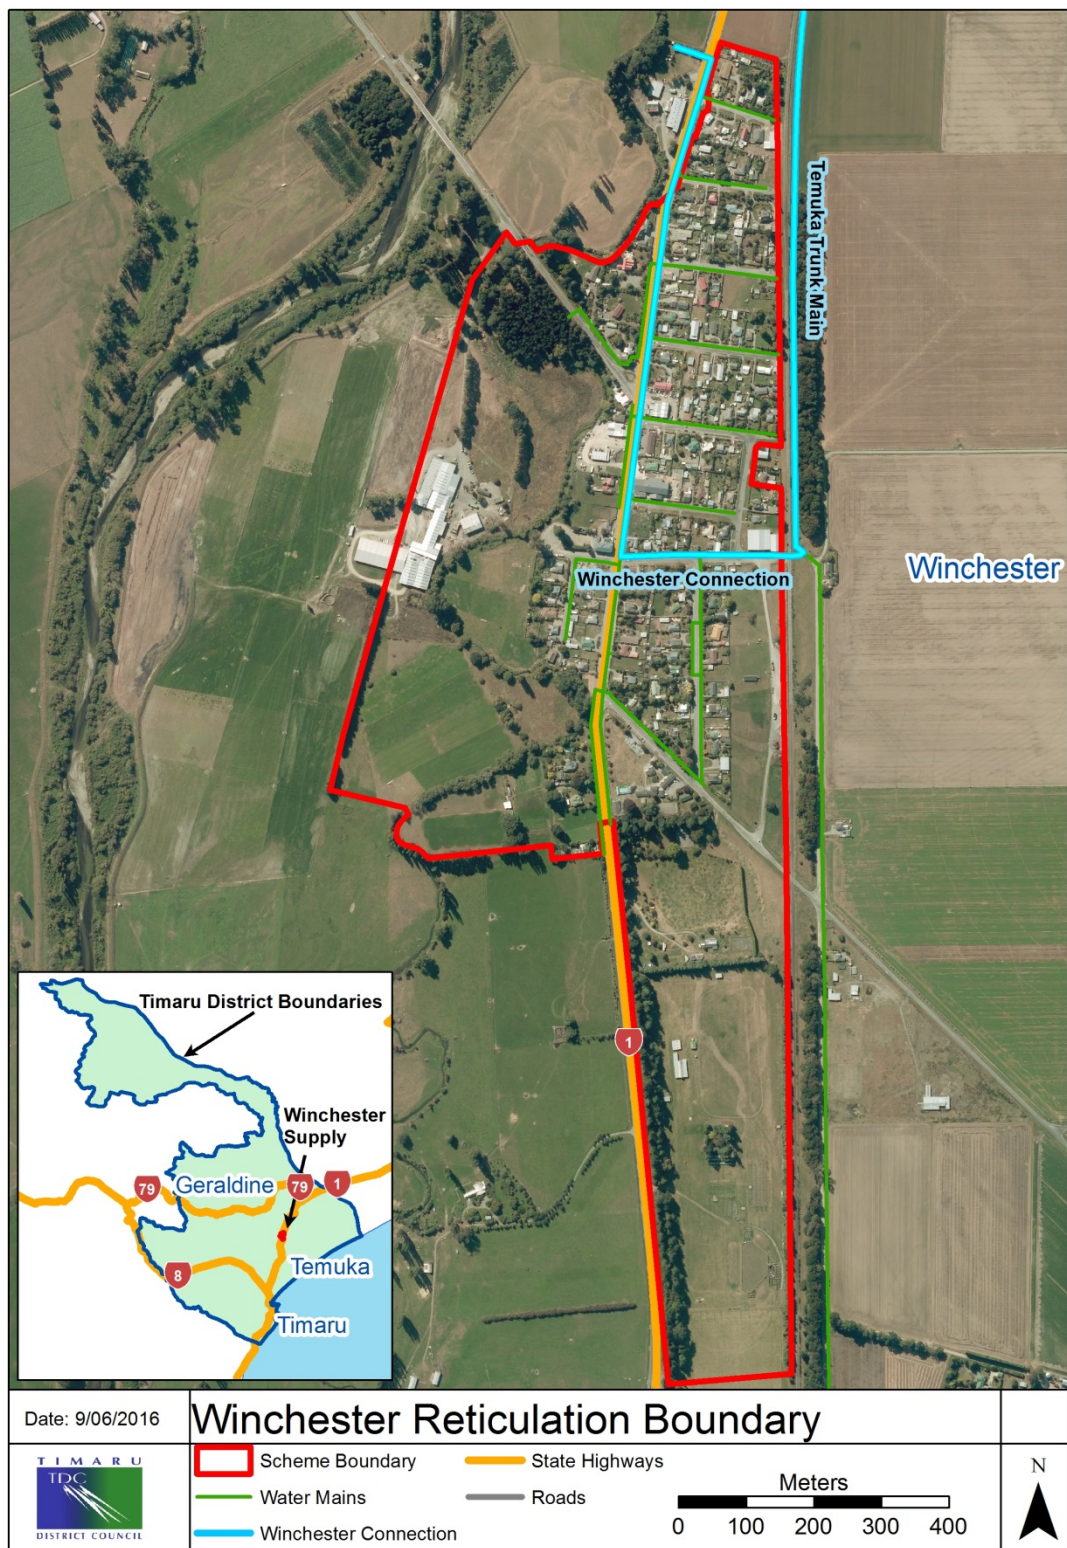 Temuka Trunk Main
Winchester
Winchester Connection
1
Timaru District Boundaries
Winchester
Supply
79
Geraldine
79
1
8
Temuka
Timaru
Date: 9/06/2016
Winchester Reticulation Boundary
TIMARU
TDC
DISTRICT COUNCIL
Scheme Boundary
State Highways
Water Mains
Roads
Winchester Connection
Meters
0 100 200 300 400
N